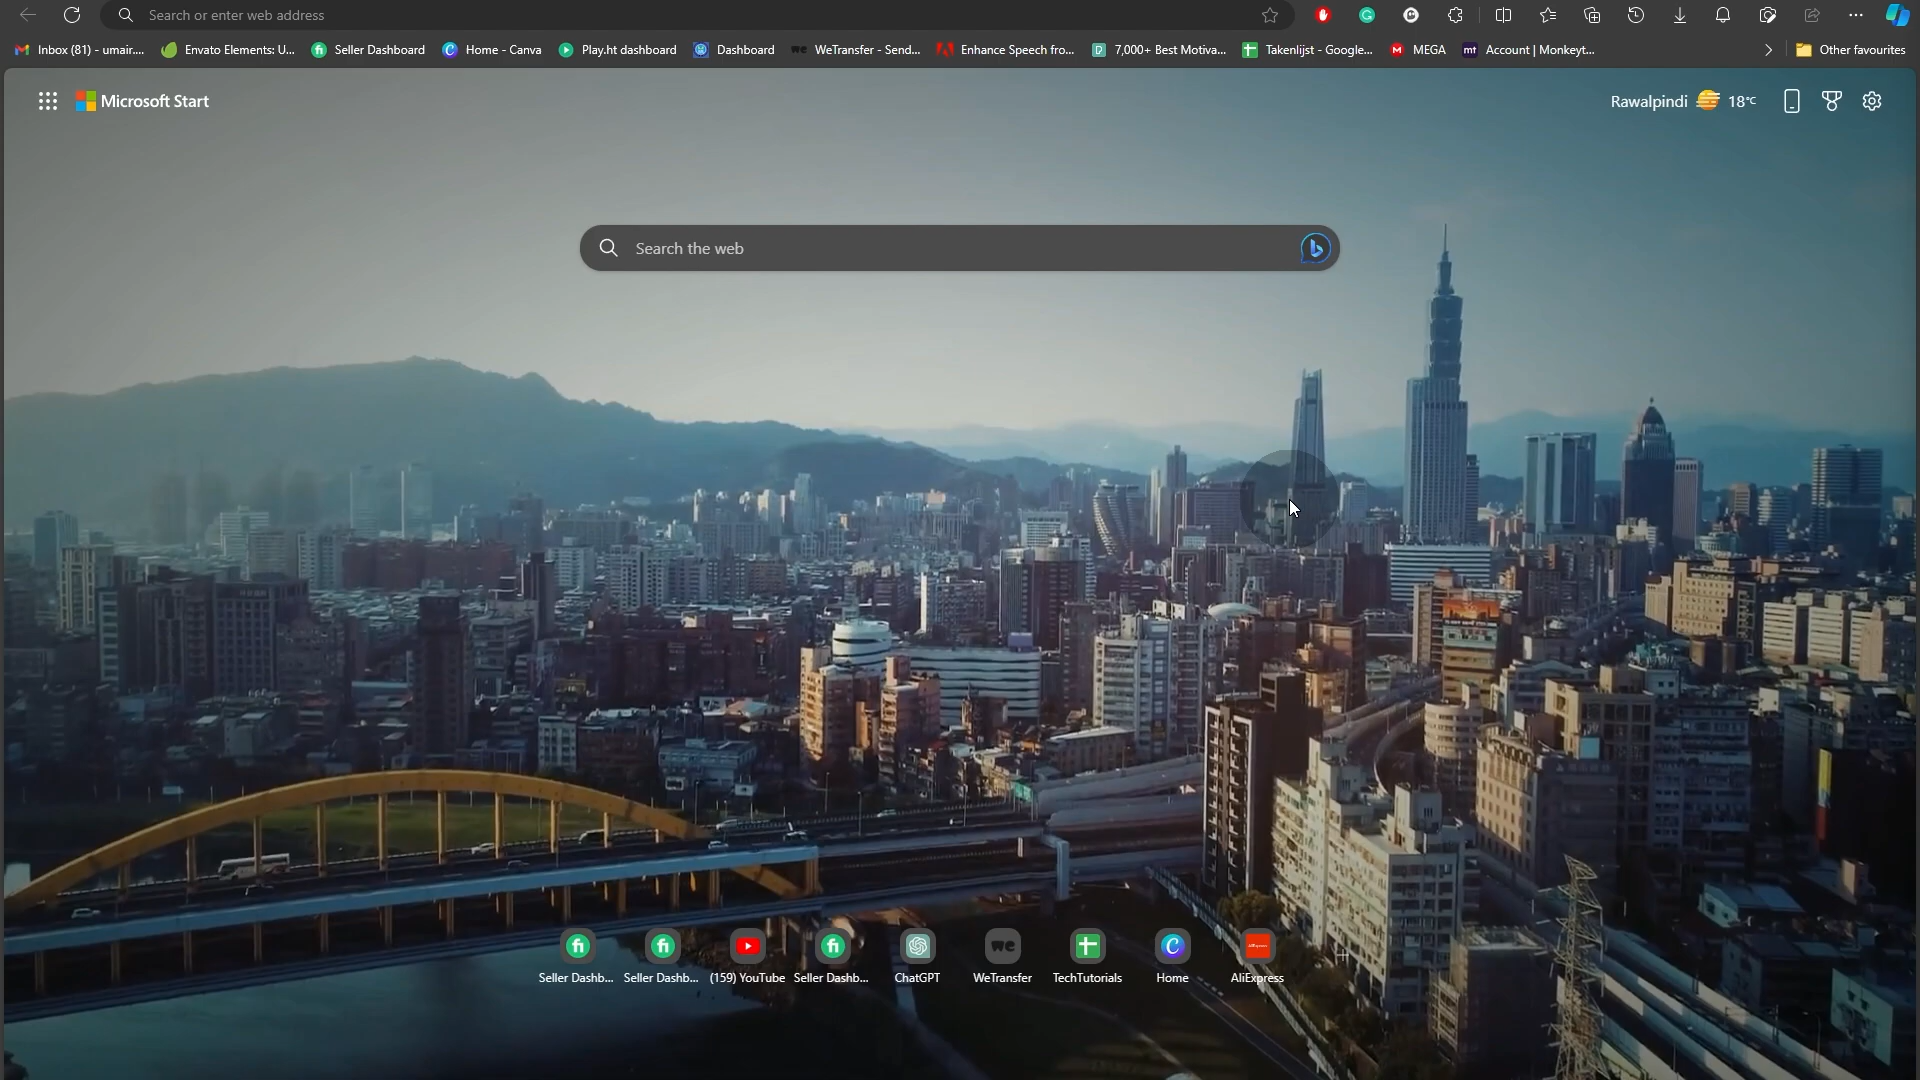 Search or enter web address
Inbox (81) - umair.... Envato Elements: U... Seller Dashboard Home - Canva Play.ht dashboard Dashboard WeTransfer - Send... Enhance Speech fro... 7,000+ Best Motiva... Takenlijst - Google... MEGA Account | Monkeyt... Other favourites
Microsoft Start Rawalpindi 18°C
Search the web
Seller Dashb... Seller Dashb... (159) YouTube Seller Dashb... ChatGPT WeTransfer TechTutorials Home AliExpress